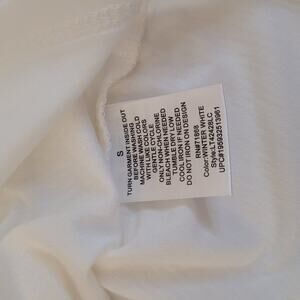 S
TURN GARMENT INSIDE OUT
BEFORE WASHING
MACHINE WASH COLD
WITH LIKE COLORS
GENTLE CYCLE
ONLY NON-CHLORINE
BLEACH WHEN NEEDED
TUMBLE DRY LOW
COOL IRON IF NEEDED
DO NOT IRON ON DESIGN
Color:WINTER WHITE